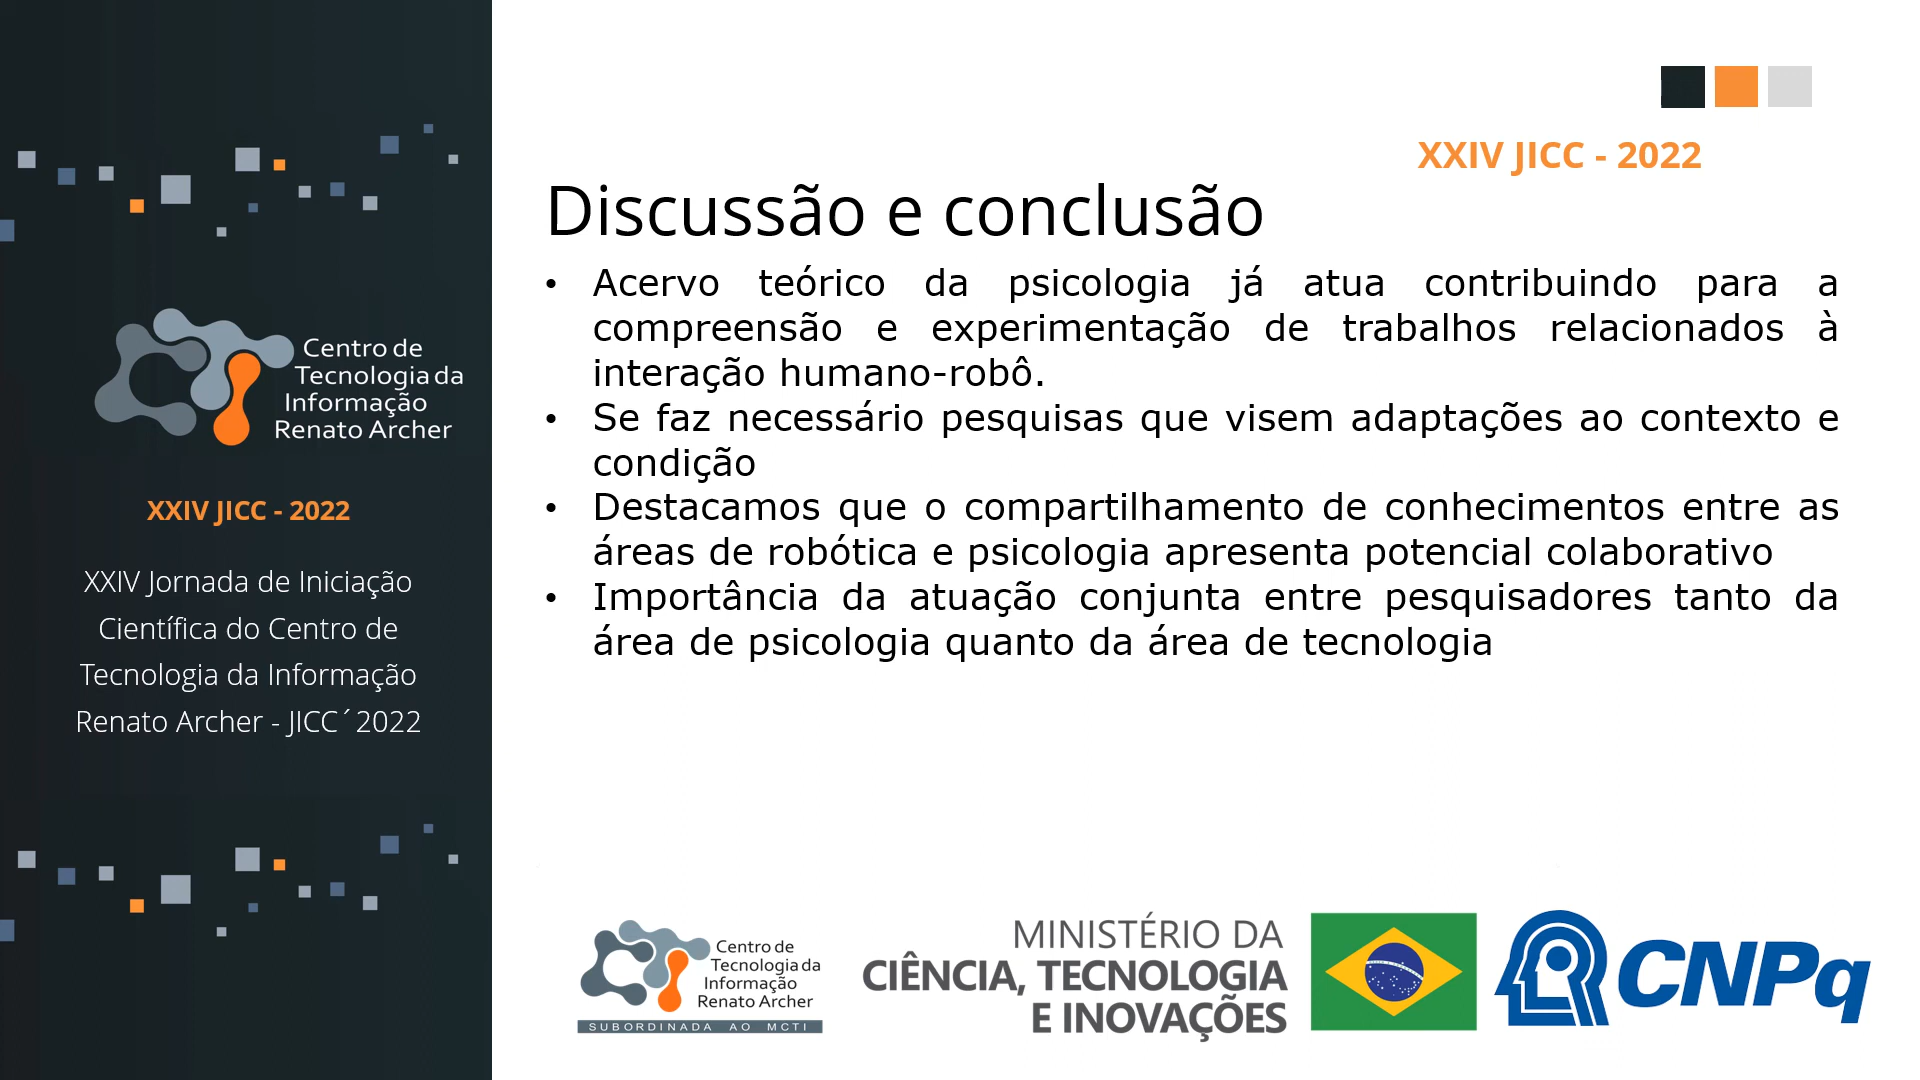 Centro de
Tecnologia da
Informação
Renato Archer
XXIV JICC - 2022
XXIV Jornada de Iniciação
Científica do Centro de
Tecnologia da Informação
Renato Archer - JICC´2022
XXIV JICC - 2022
Discussão e conclusão
• Acervo teórico da psicologia já atua contribuindo para a
compreensão e experimentação de trabalhos relacionados à
interação humano-robô.
• Se faz necessário pesquisas que visem adaptações ao contexto e
condição
• Destacamos que o compartilhamento de conhecimentos entre as
áreas de robótica e psicologia apresenta potencial colaborativo
• Importância da atuação conjunta entre pesquisadores tanto da
área de psicologia quanto da área de tecnologia
Centro de
Tecnologia da
Informação
Renato Archer
SUBORDINADA AO MCTI
MINISTÉRIO DA
CIÊNCIA, TECNOLOGIA
E INOVAÇÕES
CNPq